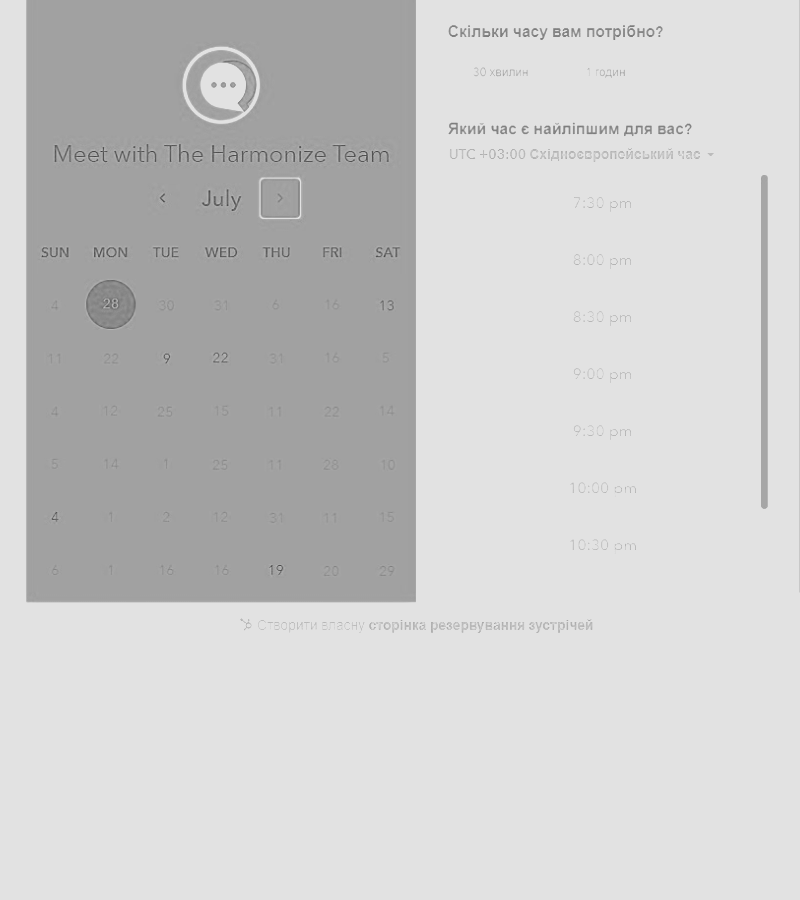 Meet with The Harmonize Team
July
SUN MON TUE WED THU FRI SAT
4 28 30 31 6 16 13
11 22 9 22 31 16 5
4 12 25 15 11 22 14
5 14 1 25 11 28 10
4 1 2 12 31 11 15
6 1 16 16 19 20 29
Скільки часу вам потрібно?
30 хвилин 1 годин
Який час є найліпшим для вас?
UTC +03:00 Східноєвропейський час
7:30 pm
8:00 pm
8:30 pm
9:00 pm
9:30 pm
10:00 pm
10:30 pm
Створити власну сторінка резервування зустрічей